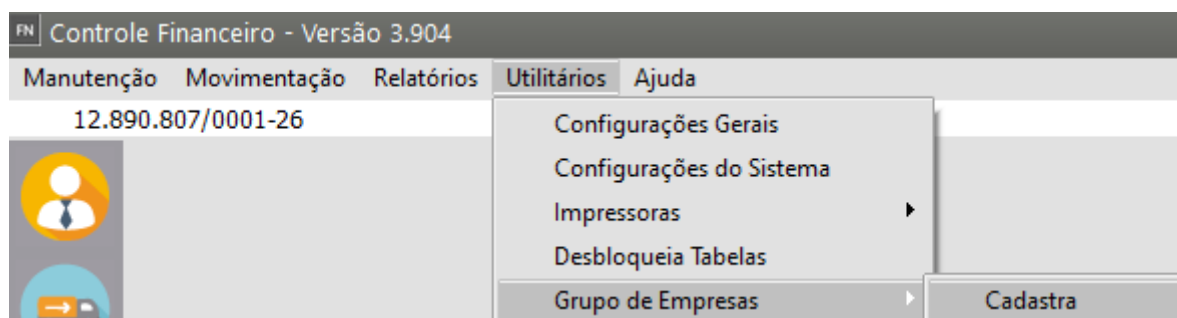 FN Controle Financeiro - Versão 3.904
Manutenção Movimentação Relatórios Utilitários Ajuda
12.890.807/0001-26
Configurações Gerais
Configurações do Sistema
Impressoras
Desbloqueia Tabelas
Grupo de Empresas
Cadastra